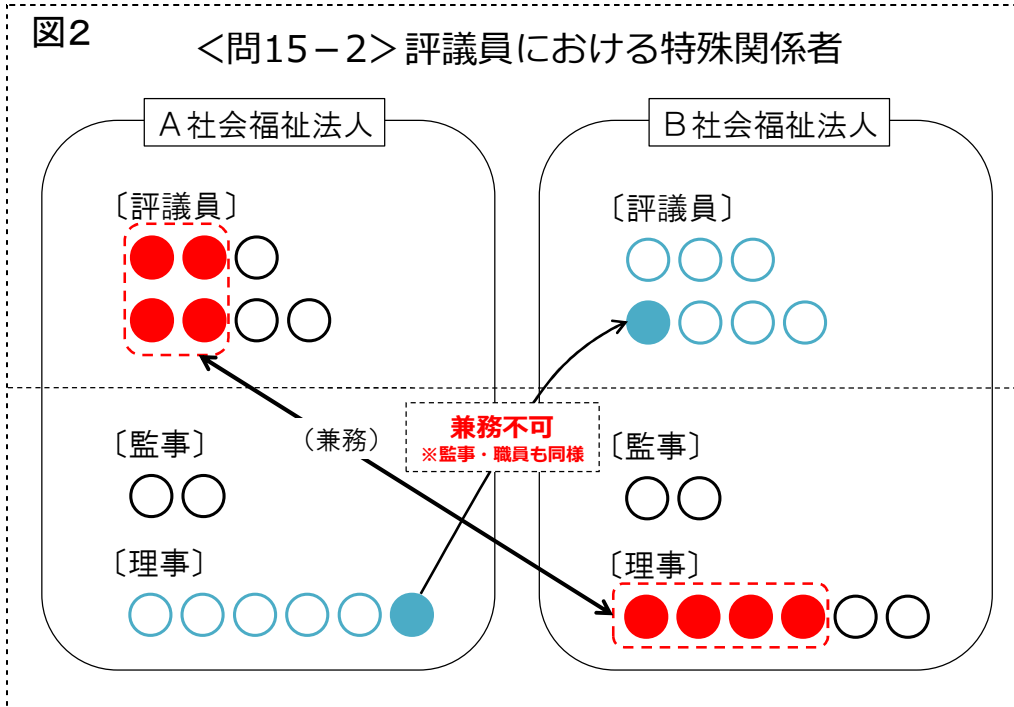 図2
<問15-2>評議員における特殊関係者
A社会福祉法人
B社会福祉法人
〔評議員〕
〔評議員〕
兼務不可
※監事・職員も同様
(兼務)
〔監事〕
〔監事〕
〔理事〕
〔理事〕